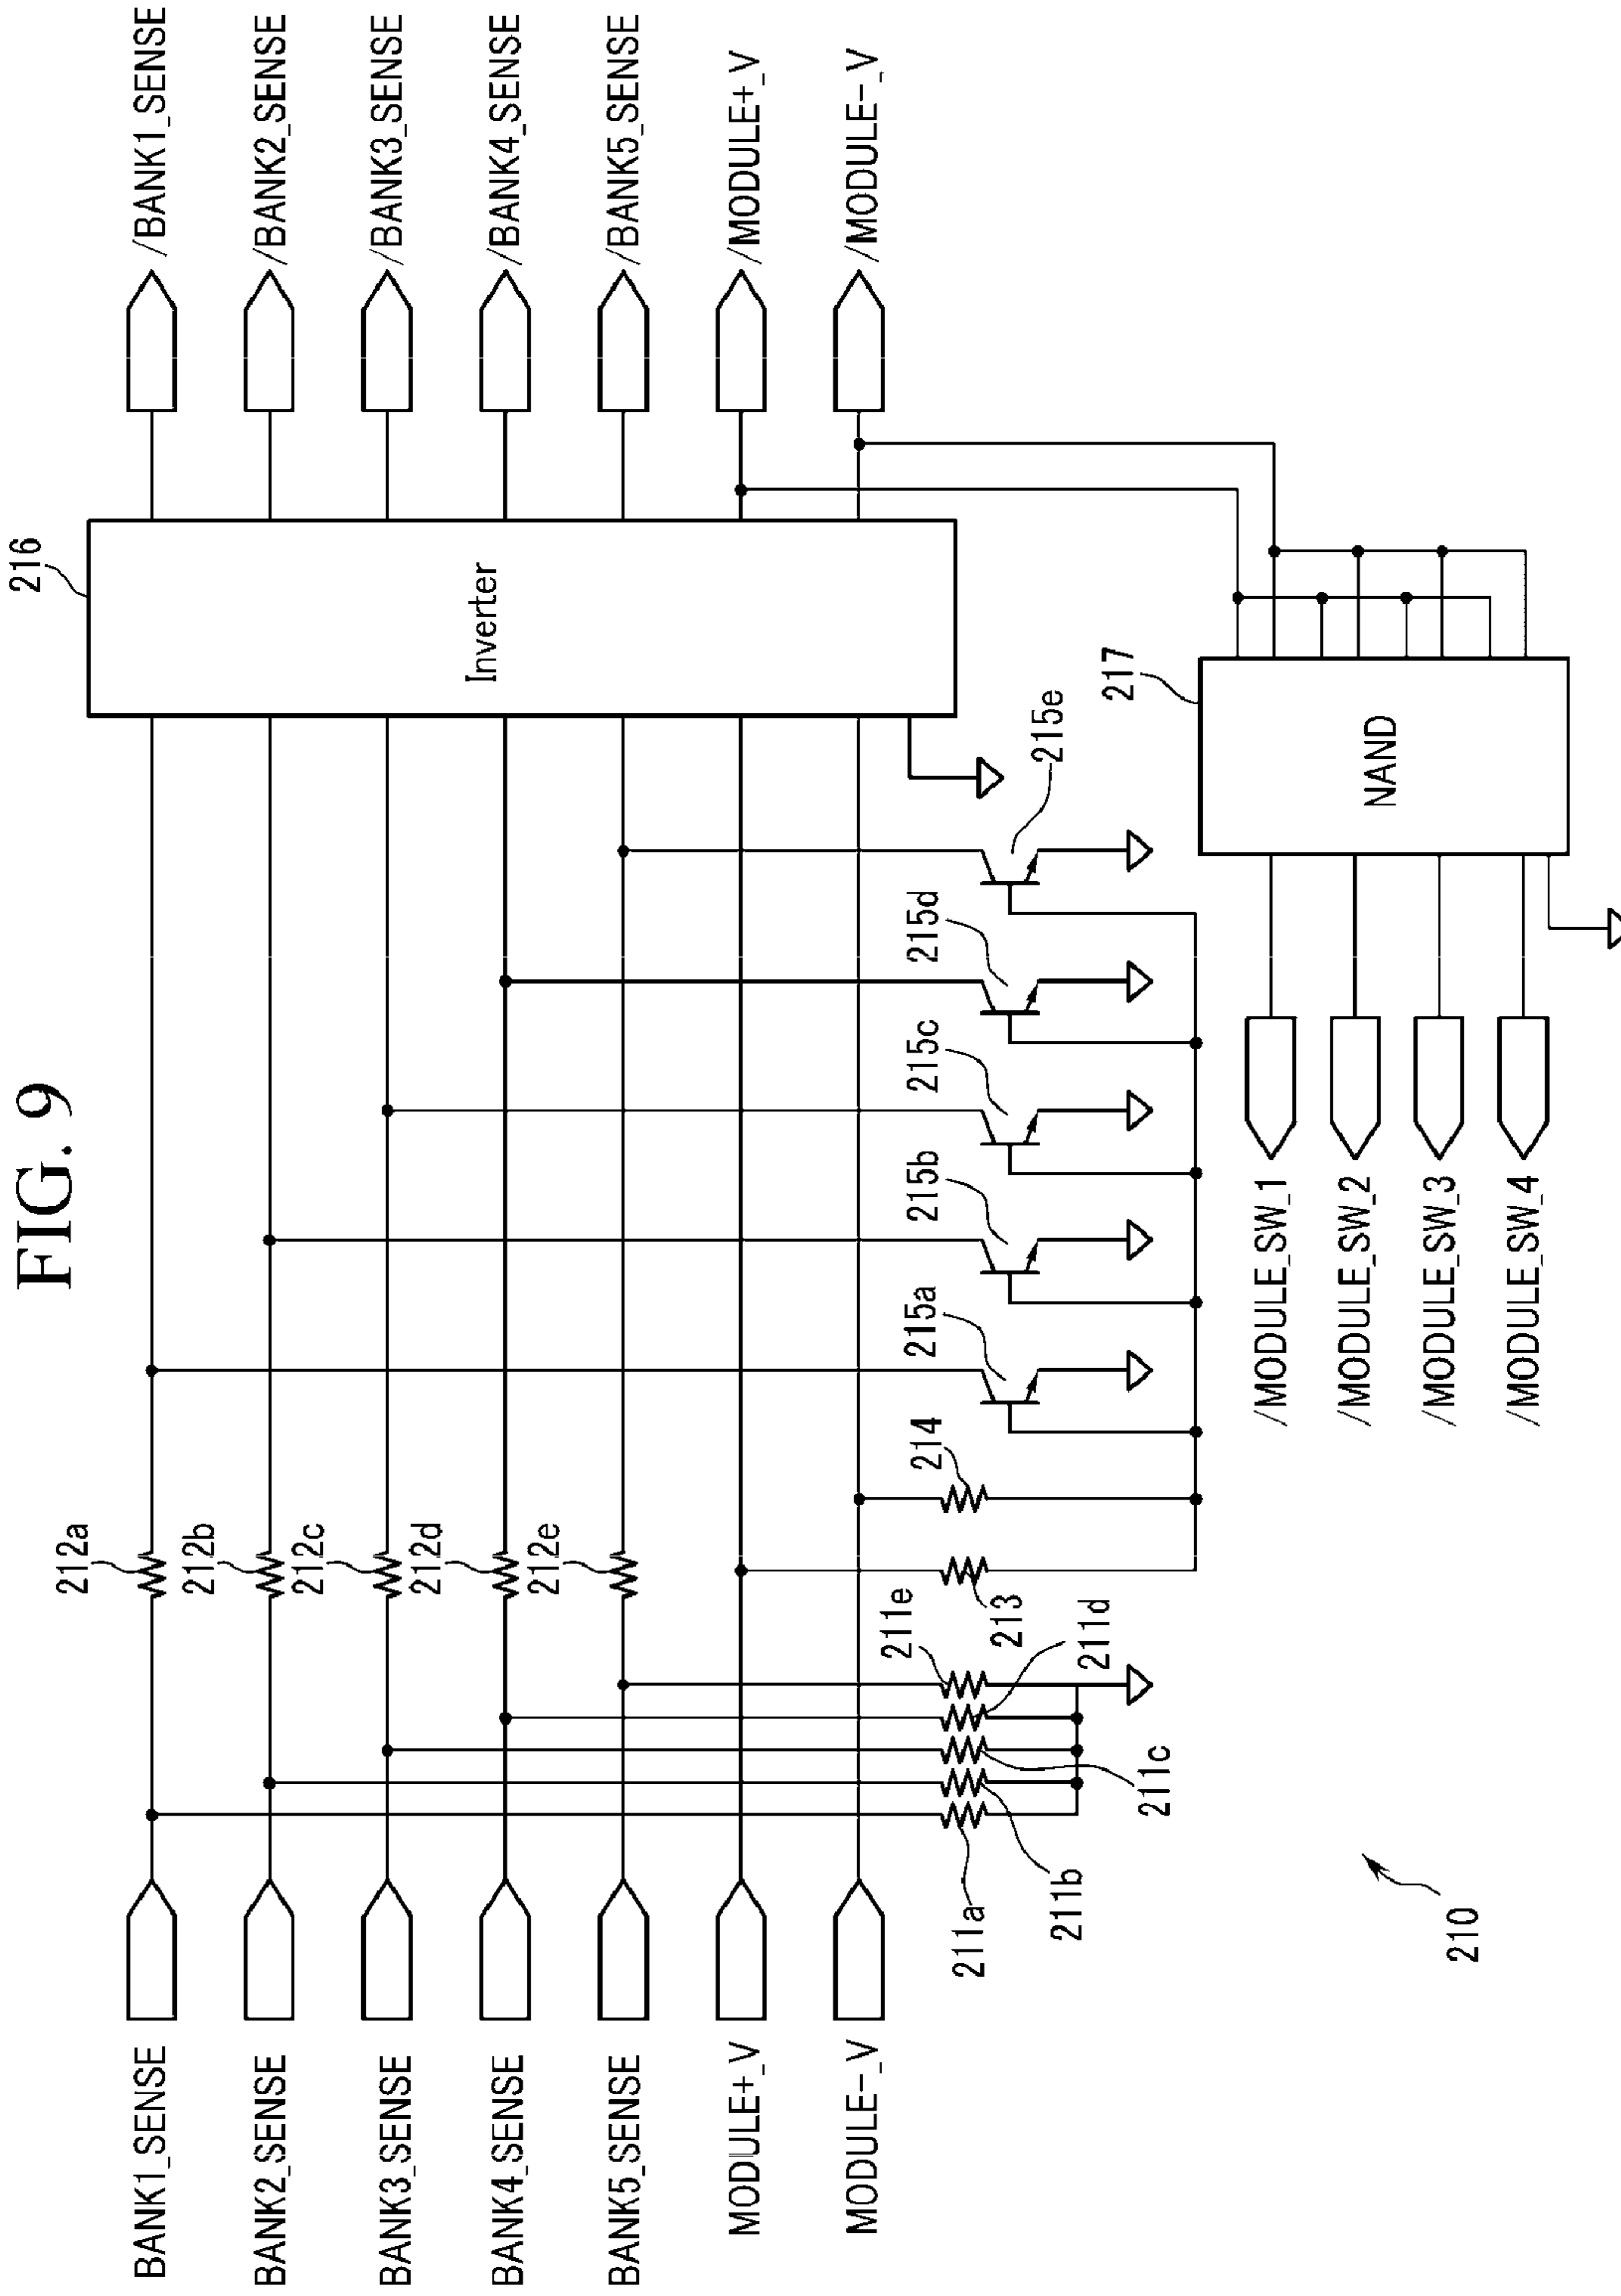 FIG. 9
216
/BANK1_SENSE
/BANK2_SENSE
/BANK3_SENSE
/BANK4_SENSE
/BANK5_SENSE
/MODULE+_V
/MODULE-_V
Inverter
212a
212b
212c
212d
212e
BANK1_SENSE
BANK2_SENSE
BANK3_SENSE
BANK4_SENSE
BANK5_SENSE
MODULE+_V
MODULE-_V
211a
211b
211c
211d
211e
213
214
215a
215b
215c
215d
215e
217
NAND
/MODULE_SW_1
/MODULE_SW_2
/MODULE_SW_3
/MODULE_SW_4
210